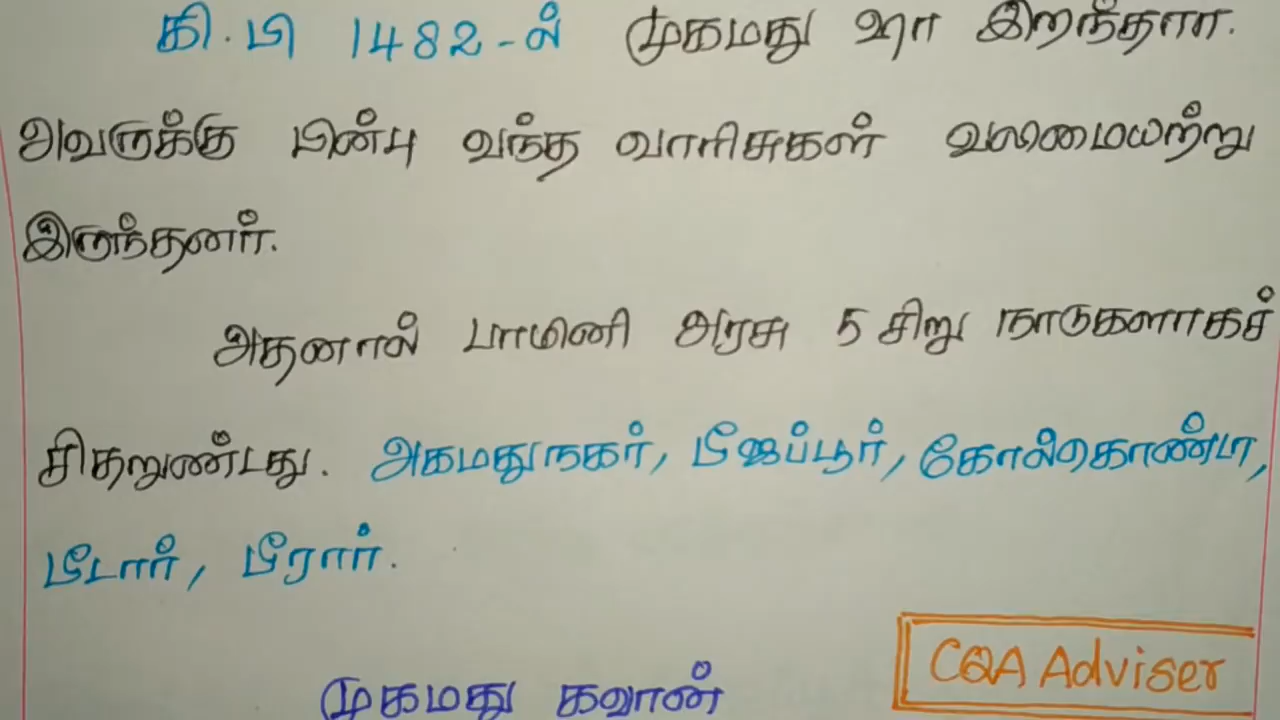 கி.பி 1482-ல் முகமது ஷா இறந்தார்.
அவருக்கு பின்பு வந்த வாரிசுகள் வலிமையற்று
இருந்தனர்.
அதனால் பாமினி அரசு 5 சிறு நாடுகளாகச்
சிதறுண்டது. அகமதுநகர், பீஜப்பூர், கோல்கொண்டா,
பீடார், பீரார்.
CQA Adviser
முகமது கவான்